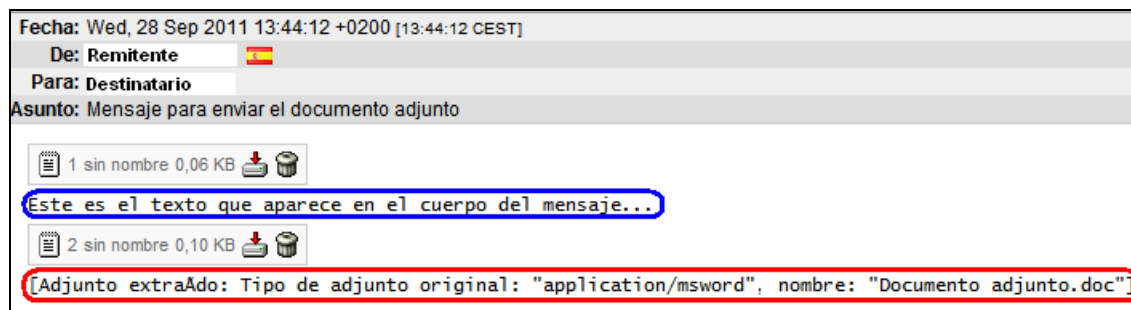 Fecha: Wed, 28 Sep 2011 13:44:12 +0200 [13:44:12 CEST]
De: Remitente
Para: Destinatario
Asunto: Mensaje para enviar el documento adjunto
1 sin nombre 0,06 KB
Este es el texto que aparece en el cuerpo del mensaje...
2 sin nombre 0,10 KB
[Adjunto extraÃdo: Tipo de adjunto original: "application/msword", nombre: "Documento adjunto.doc"]